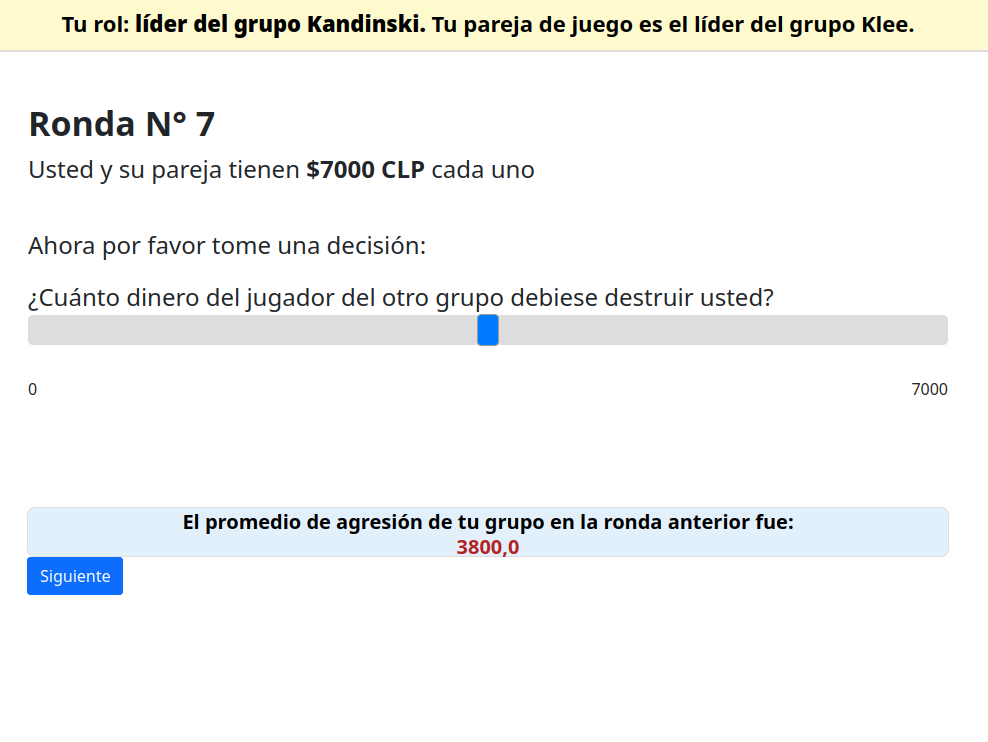 Tu rol: líder del grupo Kandinski. Tu pareja de juego es el líder del grupo Klee.
Ronda N° 7
Usted y su pareja tienen $7000 CLP cada uno
Ahora por favor tome una decisión:
¿Cuánto dinero del jugador del otro grupo debiese destruir usted?
0 7000
El promedio de agresión de tu grupo en la ronda anterior fue:
3800,0
Siguiente